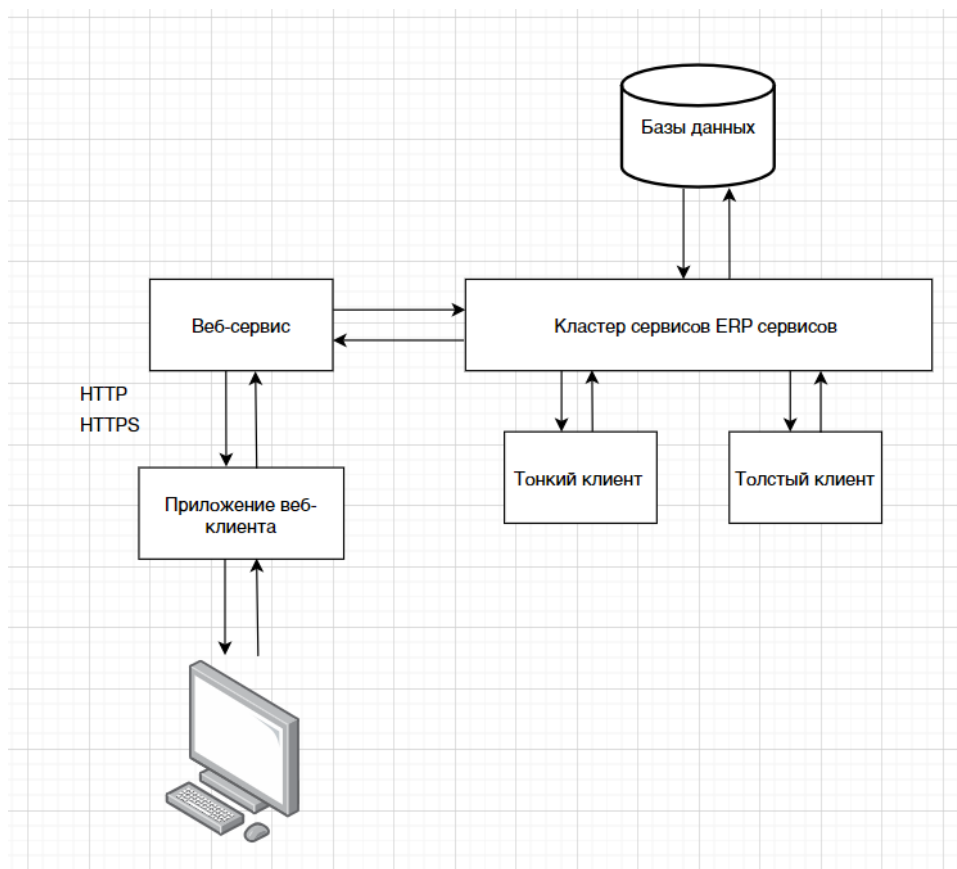 Базы данных
Веб-сервис
Кластер сервисов ERP сервисов
HTTP
HTTPS
Тонкий клиент
Толстый клиент
Приложение веб-
клиента